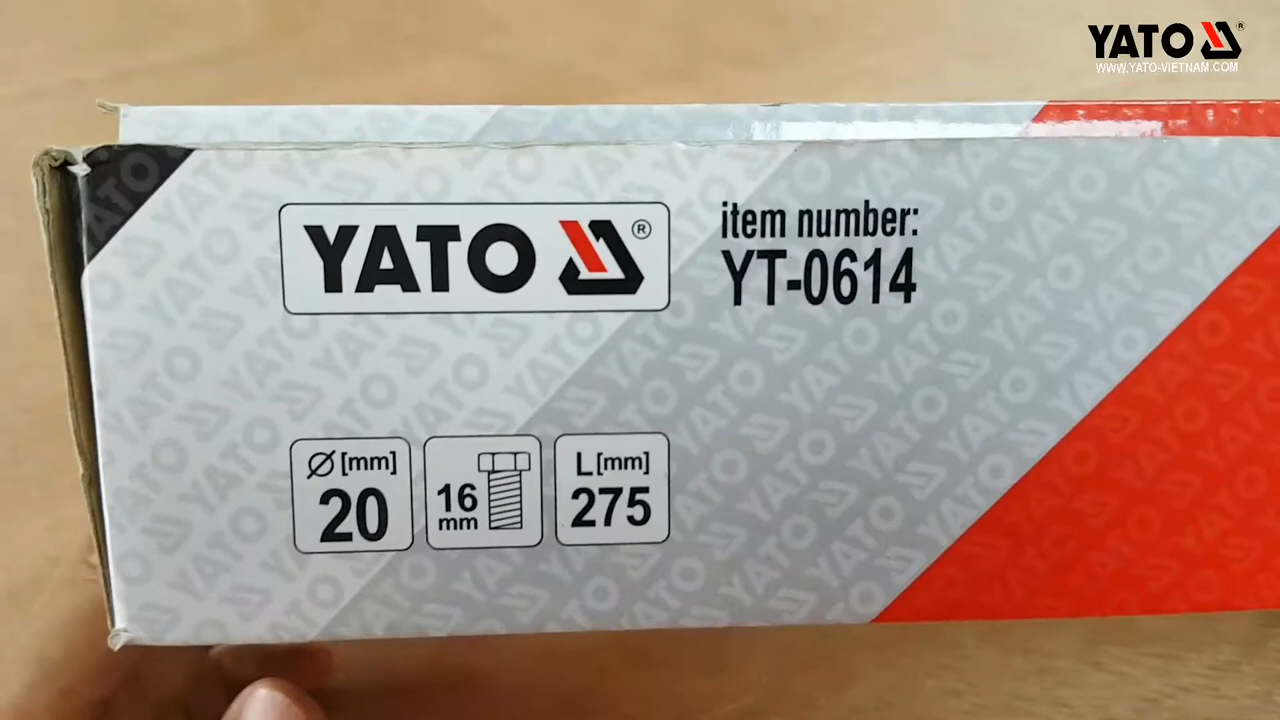 YATO®
WWW.YATO-VIETNAM.COM
YATO®
item number:
YT-0614
Ø [mm]
20
16
mm
L [mm]
275